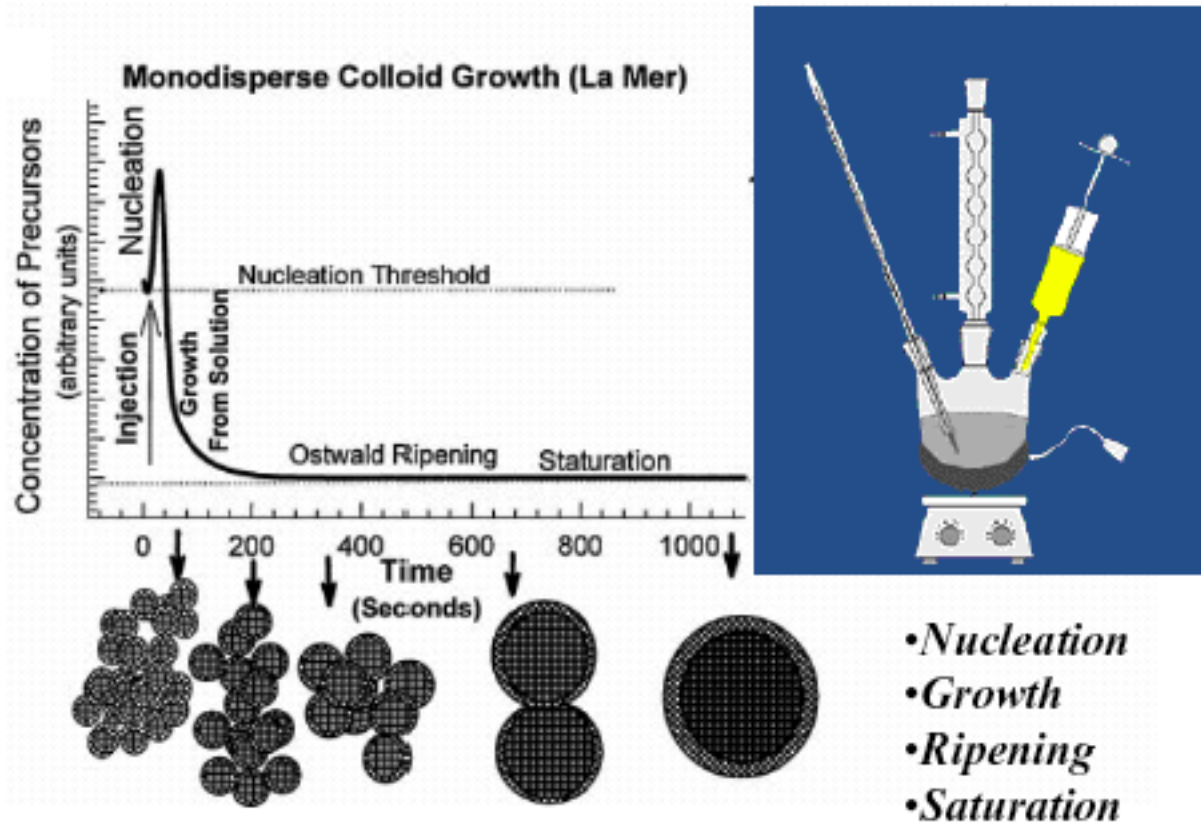 Monodisperse Colloid Growth (La Mer)
Concentration of Precursors
(arbitrary units)
Nucleation
Nucleation Threshold
Injection
Growth
From Solution
Ostwald Ripening
Staturation
0 200 400 600 800 1000
Time
(Seconds)
•Nucleation
•Growth
•Ripening
•Saturation